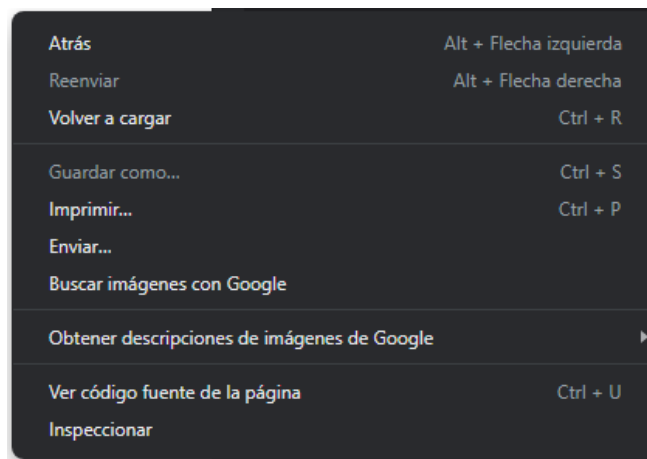 Atrás Alt + Flecha izquierda
Reenviar Alt + Flecha derecha
Volver a cargar Ctrl + R
Guardar como... Ctrl + S
Imprimir... Ctrl + P
Enviar...
Buscar imágenes con Google
Obtener descripciones de imágenes de Google
Ver código fuente de la página Ctrl + U
Inspeccionar